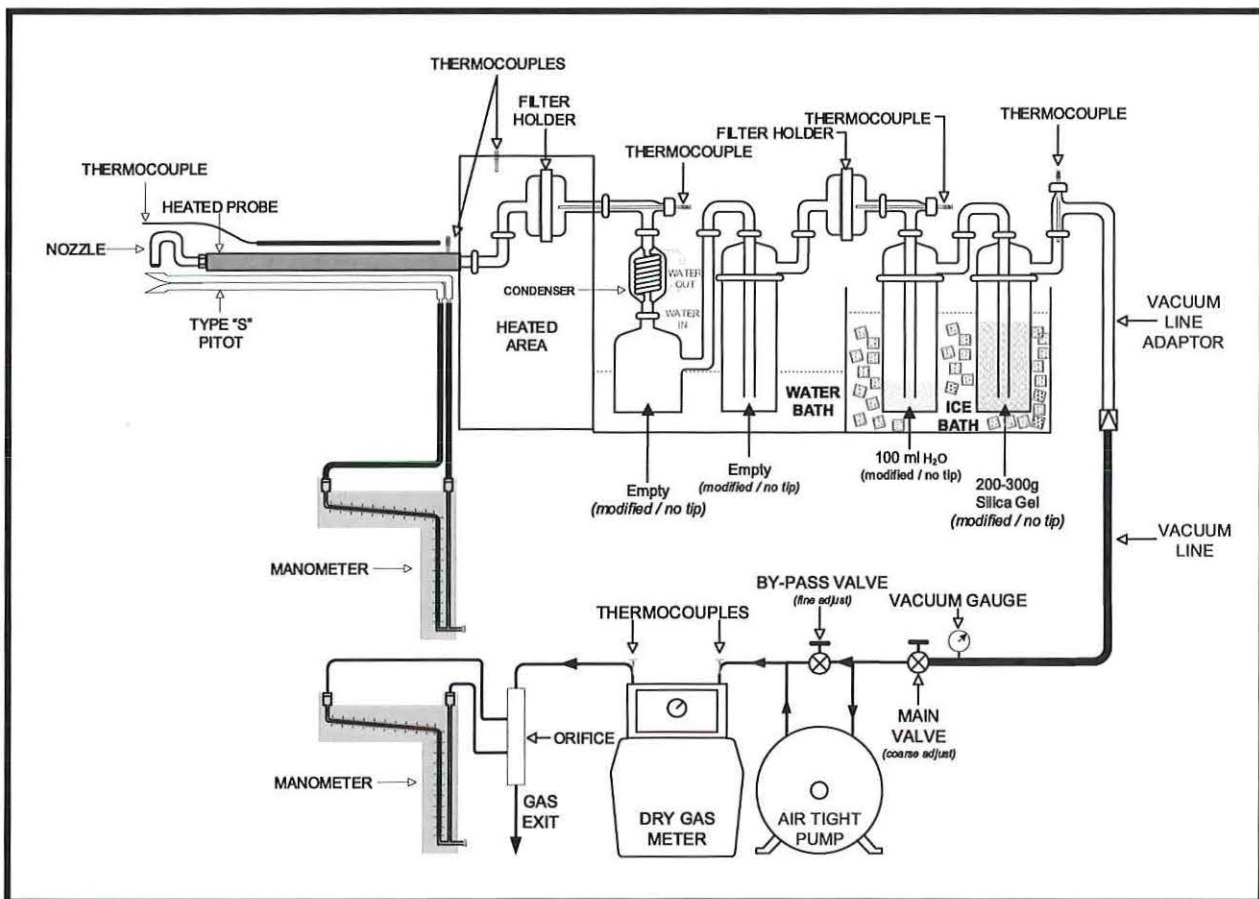 THERMOCOUPLES
FILTER
HOLDER
THERMOCOUPLE
FILTER HOLDER
THERMOCOUPLE
THERMOCOUPLE
THERMOCOUPLE
HEATED PROBE
NOZZLE
TYPE "S"
PITOT
HEATED
AREA
CONDENSER
WATER
OUT
WATER
IN
WATER
BATH
ICE
BATH
VACUUM
LINE
ADAPTOR
Empty
(modified / no tip)
Empty
(modified / no tip)
100 ml H₂O
(modified / no tip)
200-300g
Silica Gel
(modified / no tip)
VACUUM
LINE
MANOMETER
THERMOCOUPLES
BY-PASS VALVE
(fine adjust)
VACUUM GAUGE
MAIN
VALVE
(coarse adjust)
ORIFICE
MANOMETER
GAS
EXIT
DRY GAS
METER
AIR TIGHT
PUMP